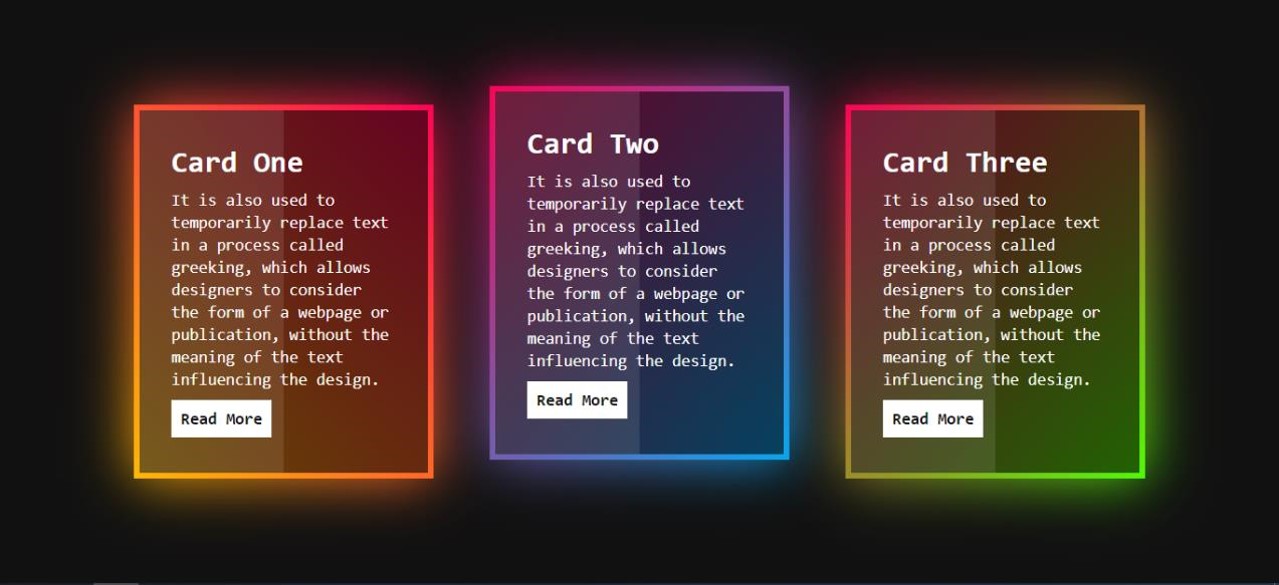 Card One
It is also used to
temporarily replace text
in a process called
greeking, which allows
designers to consider
the form of a webpage or
publication, without the
meaning of the text
influencing the design.
Read More
Card Two
It is also used to
temporarily replace text
in a process called
greeking, which allows
designers to consider
the form of a webpage or
publication, without the
meaning of the text
influencing the design.
Read More
Card Three
It is also used to
temporarily replace text
in a process called
greeking, which allows
designers to consider
the form of a webpage or
publication, without the
meaning of the text
influencing the design.
Read More